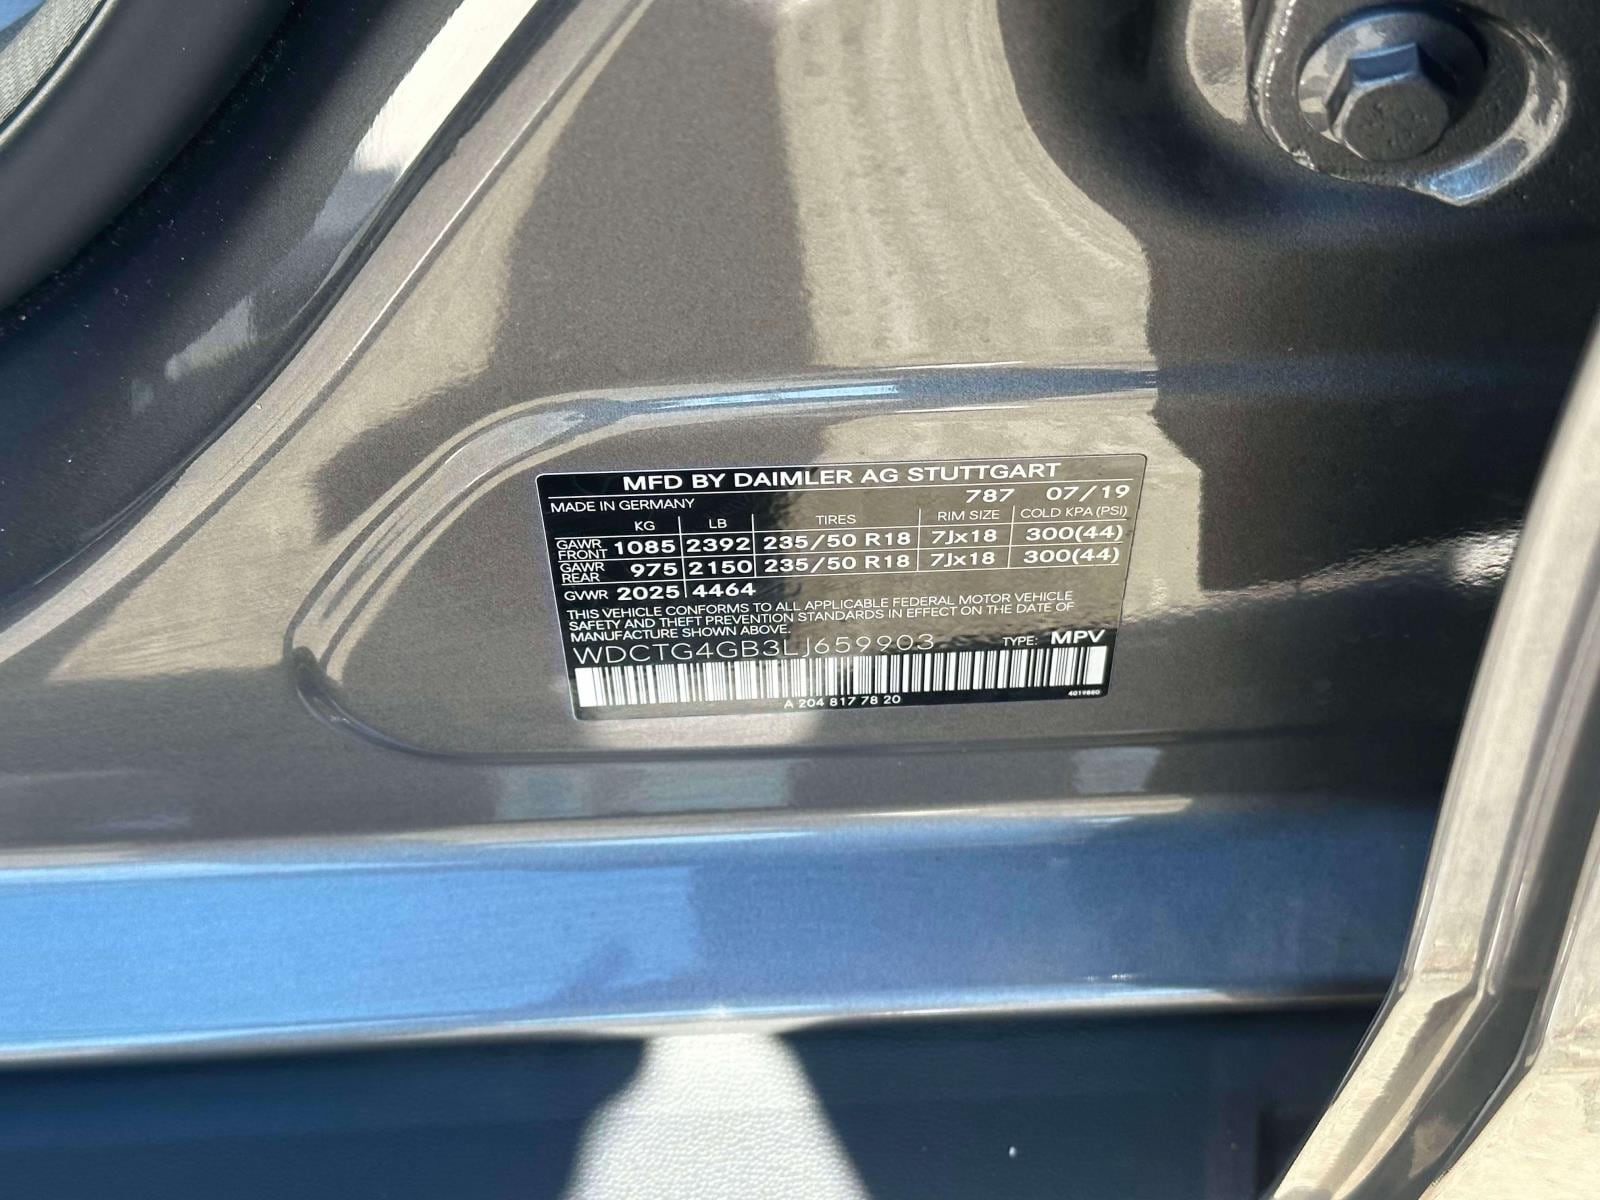 MFD BY DAIMLER AG STUTTGART
MADE IN GERMANY 787 07/19
KG LB TIRES RIM SIZE COLD KPA (PSI)
GAWR FRONT 1085 2392 235/50 R18 7Jx18 300(44)
GAWR REAR 975 2150 235/50 R18 7Jx18 300(44)
GVWR 2025 4464
THIS VEHICLE CONFORMS TO ALL APPLICABLE FEDERAL MOTOR VEHICLE
SAFETY AND THEFT PREVENTION STANDARDS IN EFFECT ON THE DATE OF
MANUFACTURE SHOWN ABOVE.
WDCTG4GB3LJ659903 TYPE: MPV
A 204 817 78 20 4019880